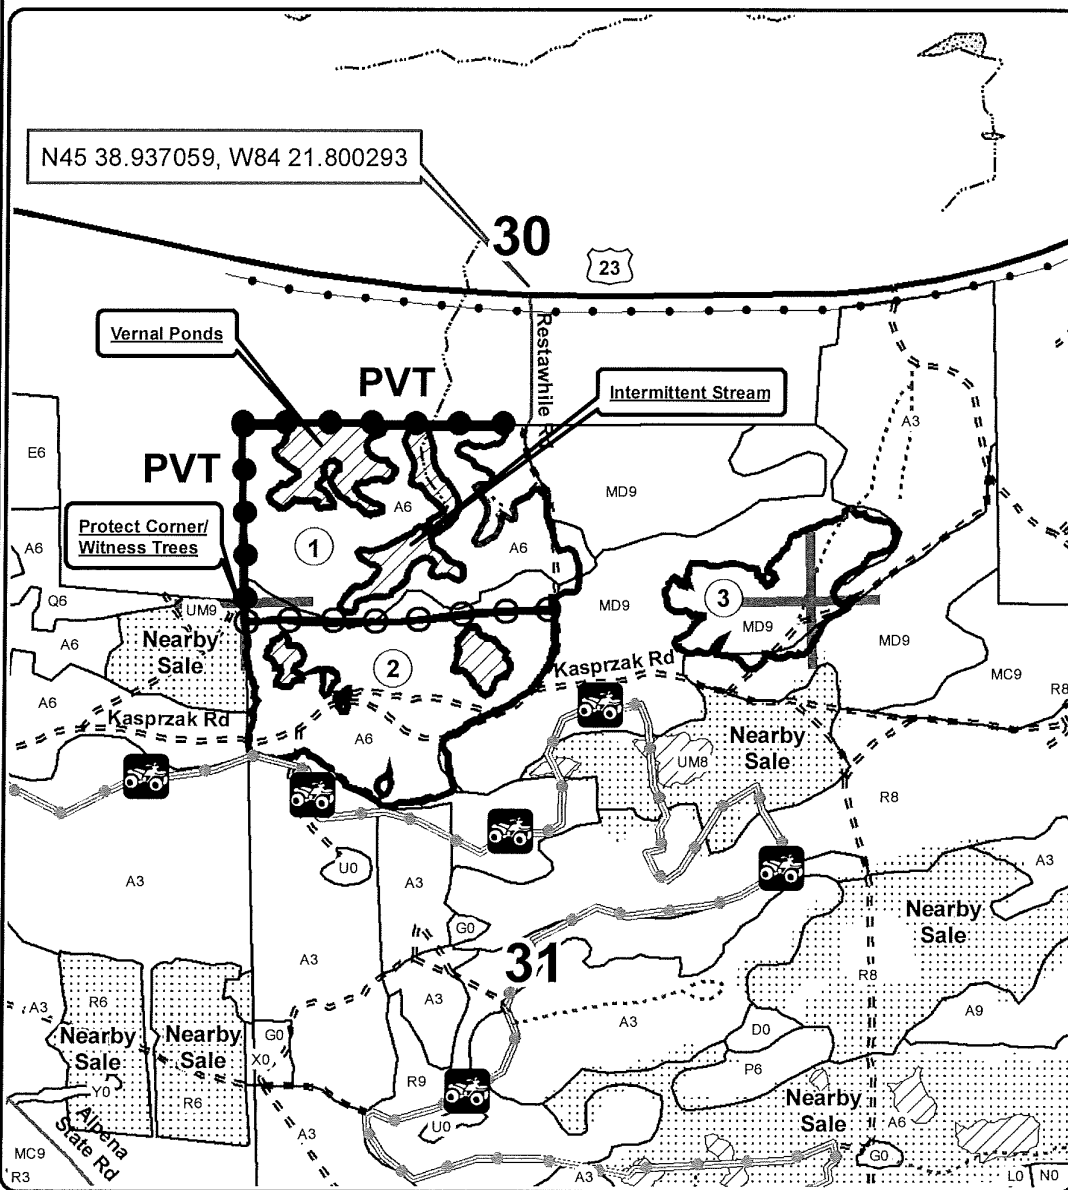 N45 38.937059, W84 21.800293
30
23
Vernal Ponds
Restawhile R
PVT
Intermittent Stream
A3
E6
PVT
MD9
A6
Protect Corner/
Witness Trees
1
A6
A6
Q6
UM9
MD9
3
MD9
MD9
A6
Nearby
Sale
2
Kasprzak Rd
MC9
R8
A6
Kasprzak Rd
A6
Nearby
Sale
UM8
R8
A3
U0
A3
A3
G0
Nearby
Sale
A3
31
R8
A3
R6
A3
A3
A9
Nearby
Sale
Nearby
Sale
G0
D0
X0
P6
Y0
R6
R9
Nearby
Sale
Alpena
State Rd
U0
A3
A6
MC9
G0
R3
A3
L0
N0